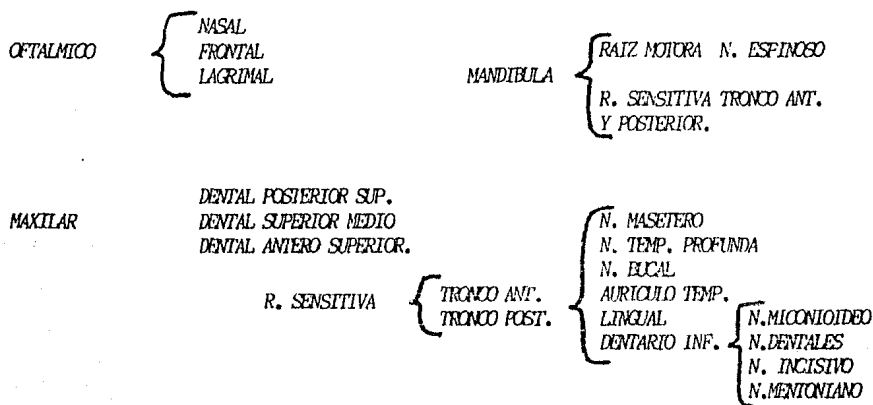 NASAL
OFTALMICO
FRONTAL
LAGRIMAL
MANDIBULA
RAIZ MOTORA N. ESPINOSO
R. SENSITIVA TRONCO ANT.
Y POSTERIOR.
MAXILAR
DENTAL POSTERIOR SUP.
DENTAL SUPERIOR MEDIO
DENTAL ANTERO SUPERIOR.
R. SENSITIVA
TRONCO ANT.
TRONCO POST.
N. MASETERO
N. TEMP. PROFUNDA
N. BUCAL
AURICULO TEMP.
LINGUAL
DENTARIO INF.
N.MICONIOIDEO
N.DENTALES
N. INCISIVO
N.MENTONIANO